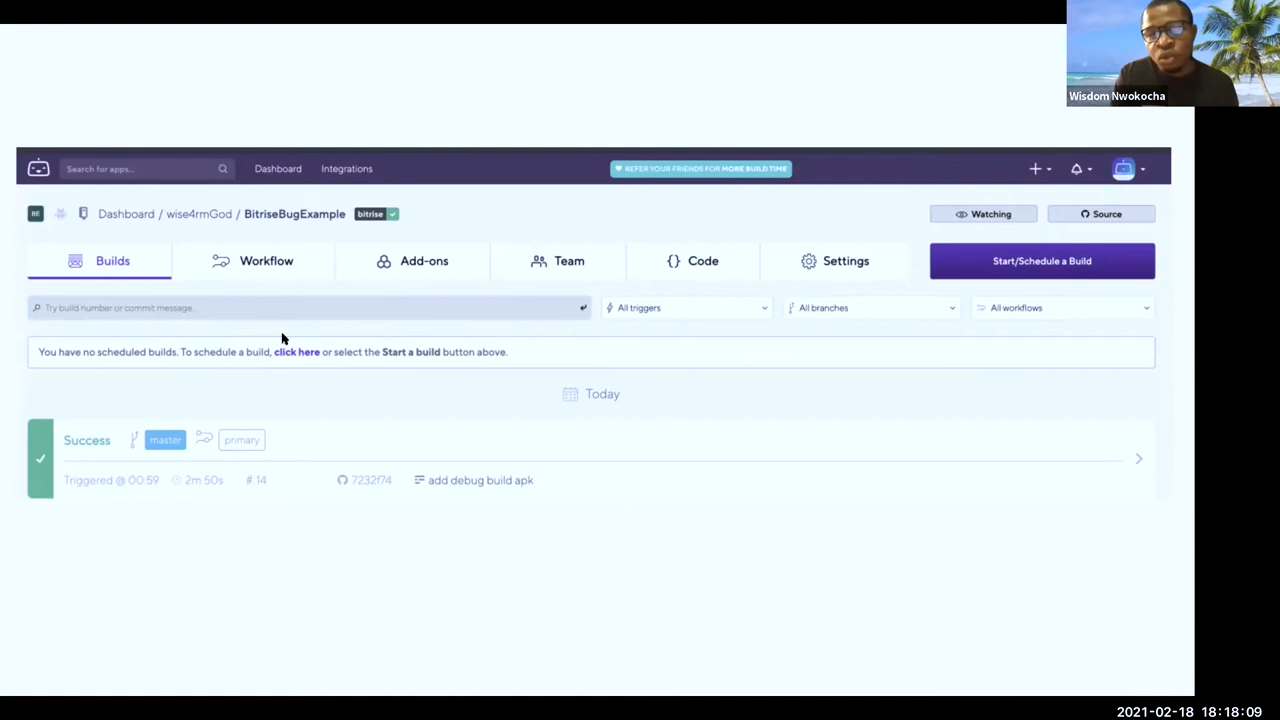 Wisdom Nwokocha
Search for apps...
Dashboard
Integrations
REFER YOUR FRIENDS FOR MORE BUILD TIME
BE
Dashboard / wise4rmGod / BitriseBugExample
bitrise
Watching
Source
Builds
Workflow
Add-ons
Team
Code
Settings
Start/Schedule a Build
Try build number or commit message...
All triggers
All branches
All workflows
You have no scheduled builds. To schedule a build, click here or select the Start a build button above.
Today
Success
master
primary
Triggered @ 00:59
2m 50s
# 14
7232f74
add debug build apk
2021-02-18 18:18:09